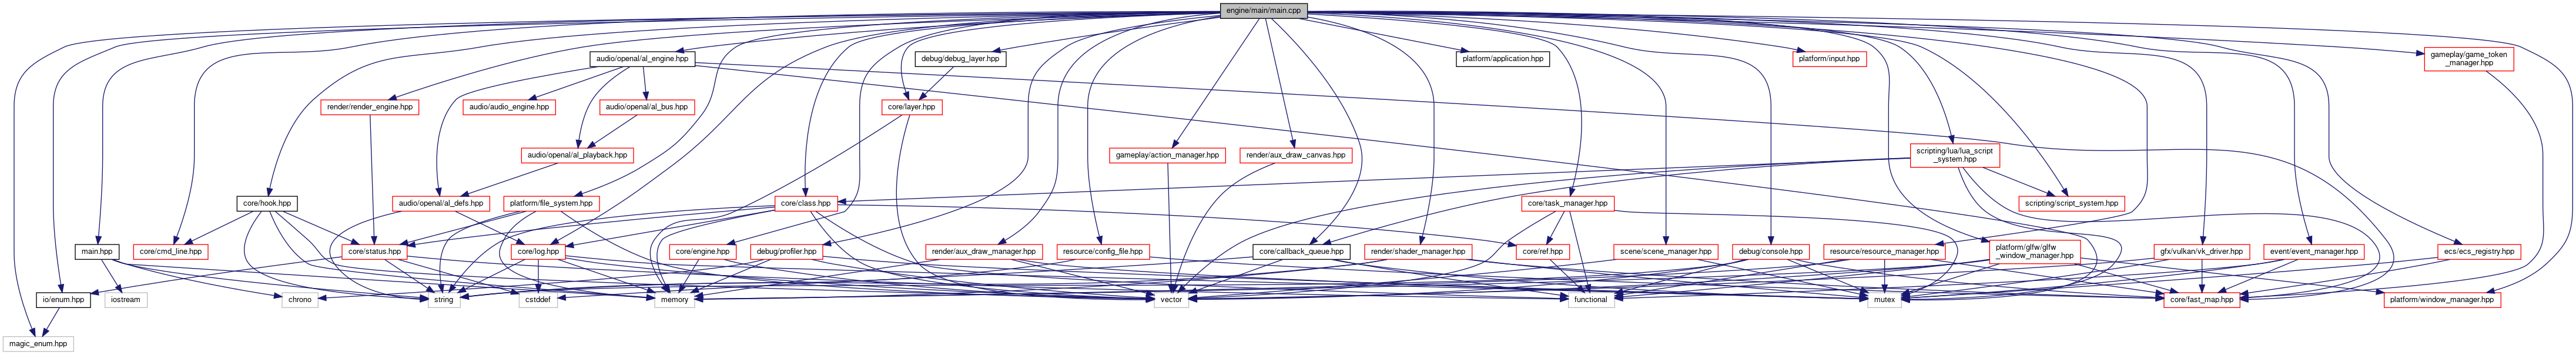 engine/main/main.cpp
audio/openal/al_engine.hpp
debug/debug_layer.hpp
platform/application.hpp
platform/input.hpp
gameplay/game_token
_manager.hpp
render/render_engine.hpp
audio/audio_engine.hpp
audio/openal/al_bus.hpp
core/layer.hpp
audio/openal/al_playback.hpp
gameplay/action_manager.hpp
render/aux_draw_canvas.hpp
scripting/lua/lua_script
_system.hpp
core/hook.hpp
audio/openal/al_defs.hpp
platform/file_system.hpp
core/class.hpp
core/task_manager.hpp
scripting/script_system.hpp
main.hpp
core/cmd_line.hpp
core/status.hpp
core/log.hpp
core/engine.hpp
debug/profiler.hpp
render/aux_draw_manager.hpp
resource/config_file.hpp
core/callback_queue.hpp
render/shader_manager.hpp
core/ref.hpp
scene/scene_manager.hpp
debug/console.hpp
resource/resource_manager.hpp
platform/glfw/glfw
_window_manager.hpp
gfx/vulkan/vk_driver.hpp
event/event_manager.hpp
ecs/ecs_registry.hpp
io/enum.hpp
iostream
chrono
string
cstddef
memory
vector
functional
mutex
core/fast_map.hpp
platform/window_manager.hpp
magic_enum.hpp